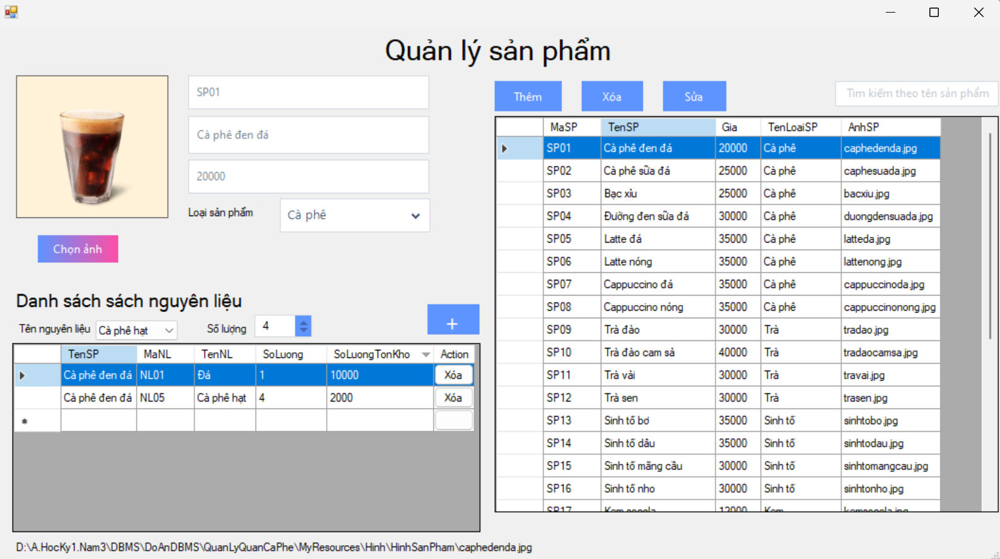 Quản lý sản phẩm
SP01
Cà phê đen đá
20000
Loại sản phẩm
Cà phê
Chọn ảnh
Thêm
Xóa
Sửa
Tìm kiếm theo tên sản phẩm
MaSP TenSP Gia TenLoaiSP AnhSP
SP01 Cà phê đen đá 20000 Cà phê caphedenda.jpg
SP02 Cà phê sữa đá 25000 Cà phê caphesuada.jpg
SP03 Bạc xỉu 25000 Cà phê bacxiu.jpg
SP04 Đường đen sữa đá 30000 Cà phê duongdensuada.jpg
SP05 Latte đá 35000 Cà phê latteda.jpg
SP06 Latte nóng 35000 Cà phê lattenong.jpg
SP07 Cappuccino đá 35000 Cà phê cappuccinoda.jpg
SP08 Cappuccino nóng 35000 Cà phê cappuccinonong.jpg
SP09 Trà đào 30000 Trà tradao.jpg
SP10 Trà đào cam sả 40000 Trà tradaocamsa.jpg
SP11 Trà vải 30000 Trà travai.jpg
SP12 Trà sen 30000 Trà trasen.jpg
SP13 Sinh tố bơ 35000 Sinh tố sinhtobo.jpg
SP14 Sinh tố dâu 35000 Sinh tố sinhtodau.jpg
SP15 Sinh tố mãng cầu 30000 Sinh tố sinhtomangcau.jpg
SP16 Sinh tố nho 30000 Sinh tố sinhtonho.jpg
SP17 Kem socola 12000 Kem kemsocola.jpg
Danh sách sách nguyên liệu
Tên nguyên liệu Cà phê hạt Số lượng 4 +
TenSP MaNL TenNL SoLuong SoLuongTonKho Action
Cà phê đen đá NL01 Đá 1 10000 Xóa
Cà phê đen đá NL05 Cà phê hạt 4 2000 Xóa
D:\A.HocKy1.Nam3\DBMS\DoAnDBMS\QuanLyQuanCaPhe\MyResources\Hinh\HinhSanPham\caphedenda.jpg